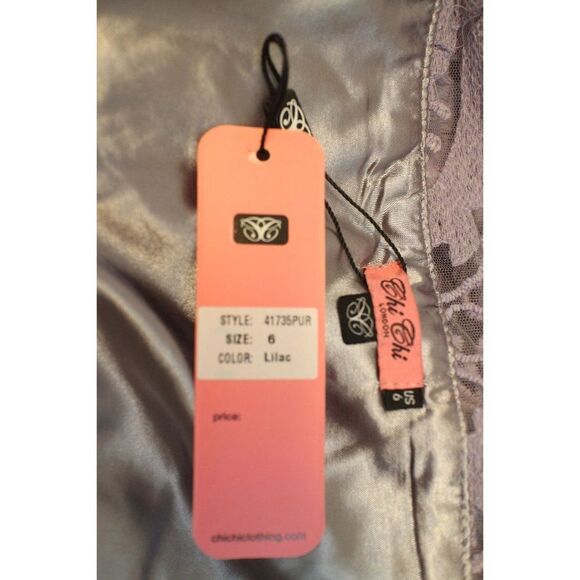 STYLE: 41735PUR
SIZE: 6
COLOR: Lilac
price:
chichiclothing.com
Chi Chi
LONDON
US
6